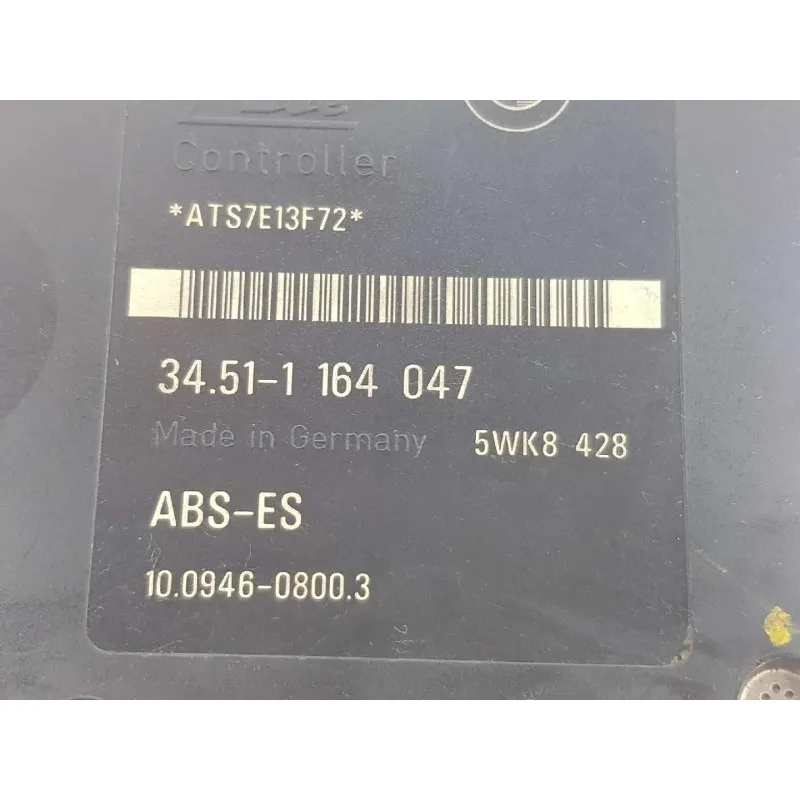 Controller
*ATS7E13F72*
34.51-1 164 047
Made in Germany 5WK8 428
ABS-ES
10.0946-0800.3